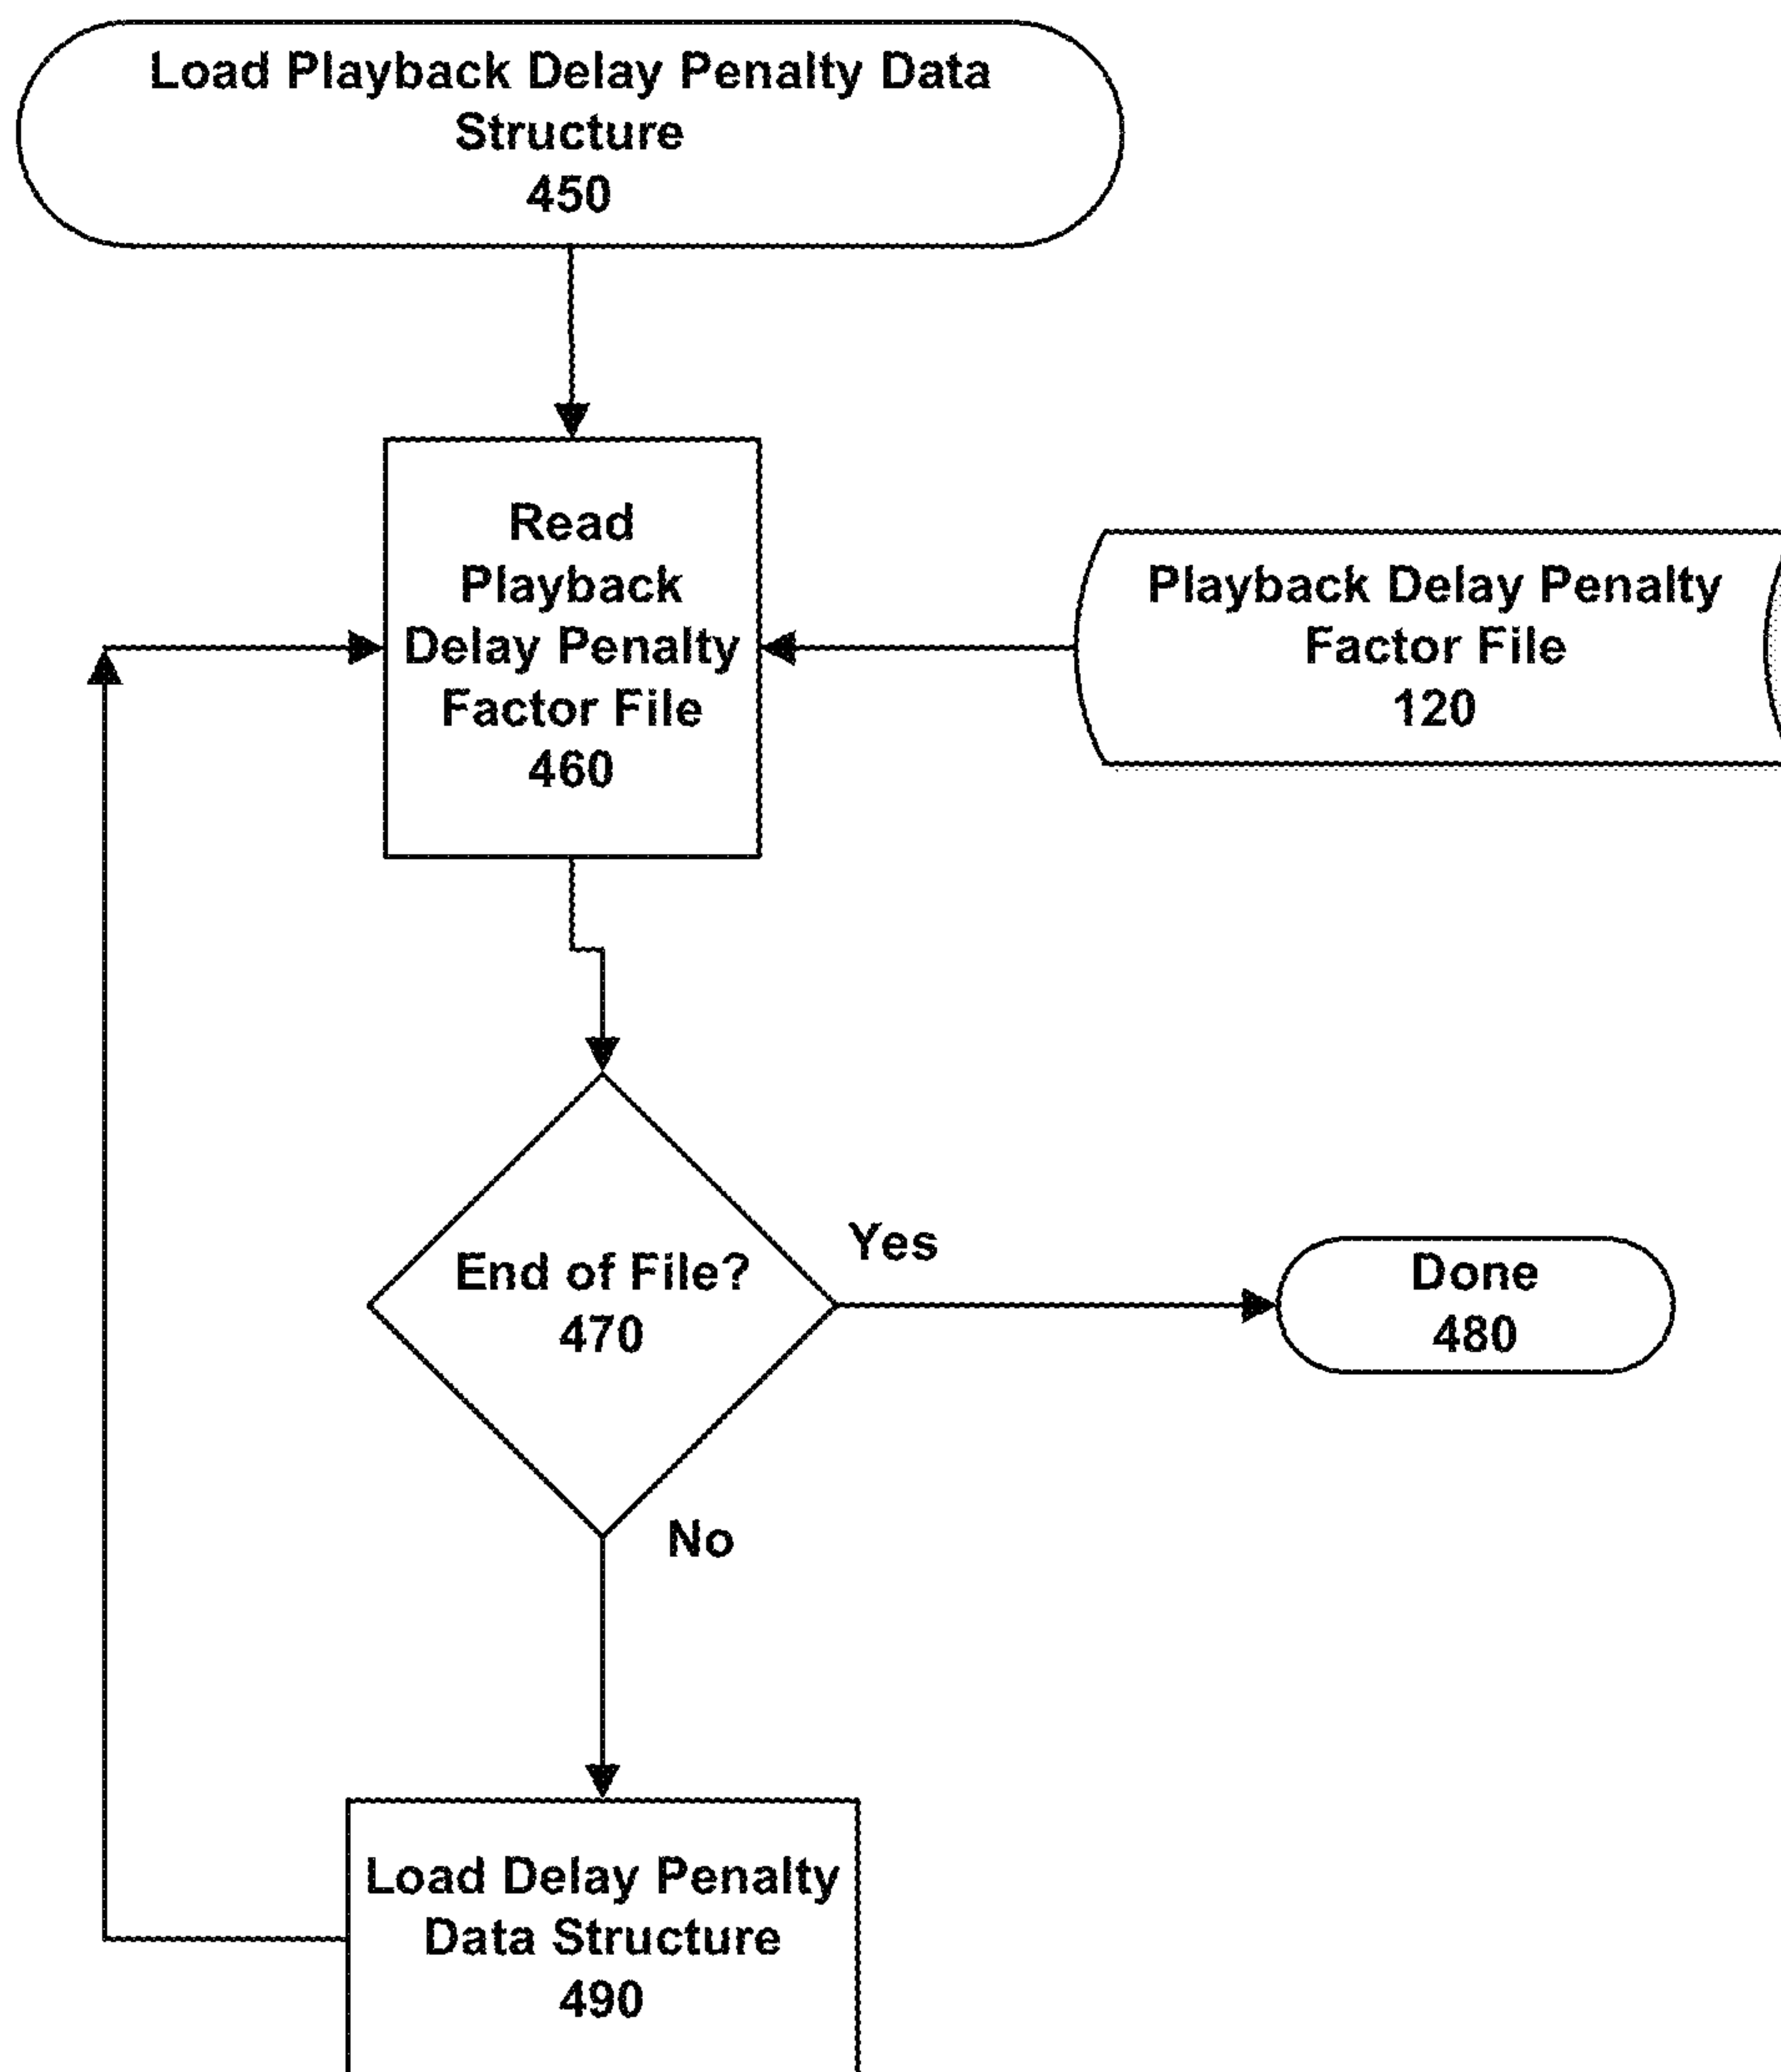 Load Playback Delay Penalty Data
Structure
450
Read
Playback
Delay Penalty
Factor File
460
Playback Delay Penalty
Factor File
120
End of File?
470
Yes
Done
480
No
Load Delay Penalty
Data Structure
490